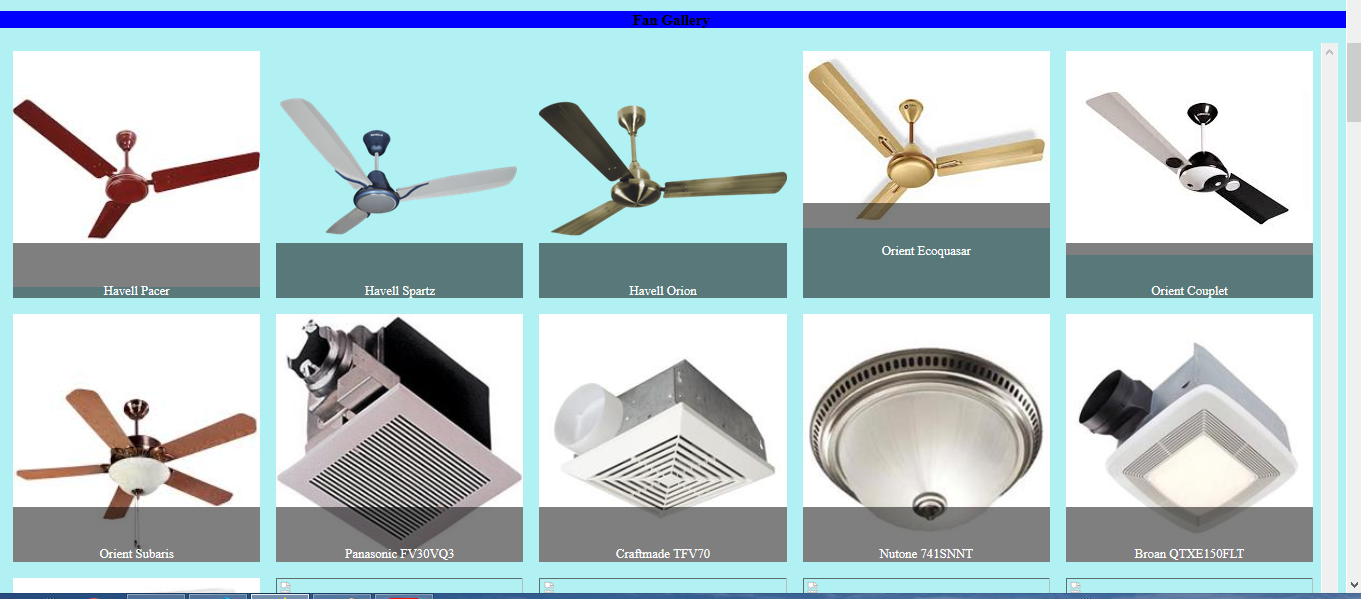 Fan Gallery
Havell Pacer
Havell Spartz
Havell Orion
Orient Ecoquasar
Orient Couplet
Orient Subaris
Panasonic FV30VQ3
Craftmade TFV70
Nutone 741SNNT
Broan QTXE150FLT